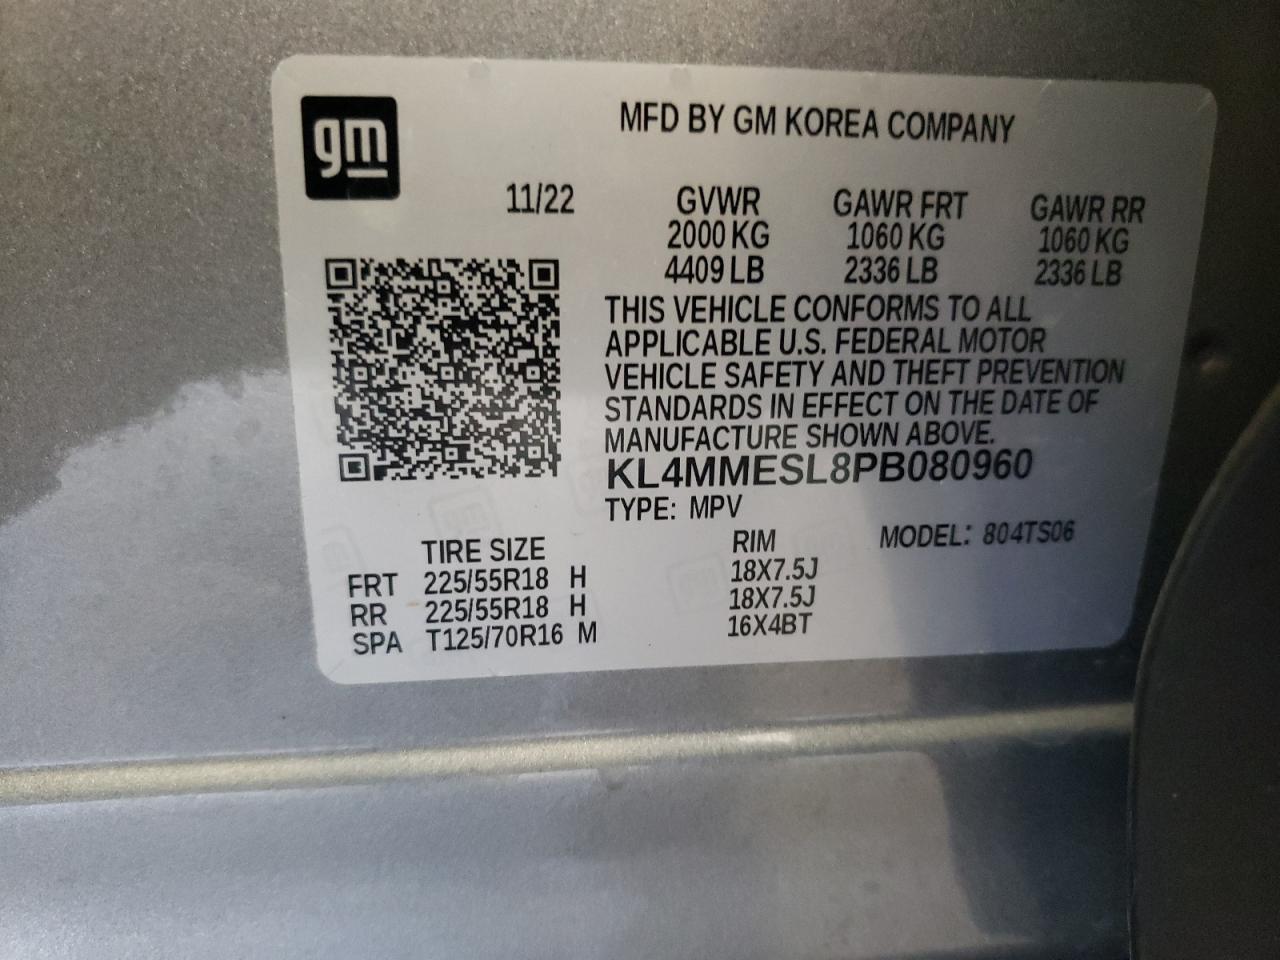 gm
MFD BY GM KOREA COMPANY
11/22 GVWR GAWR FRT GAWR RR
2000 KG 1060 KG 1060 KG
4409 LB 2336 LB 2336 LB
THIS VEHICLE CONFORMS TO ALL
APPLICABLE U.S. FEDERAL MOTOR
VEHICLE SAFETY AND THEFT PREVENTION
STANDARDS IN EFFECT ON THE DATE OF
MANUFACTURE SHOWN ABOVE.
KL4MMESL8PB080960
TYPE: MPV
MODEL: 804TS06
TIRE SIZE RIM
FRT 225/55R18 H 18X7.5J
RR 225/55R18 H 18X7.5J
SPA T125/70R16 M 16X4BT